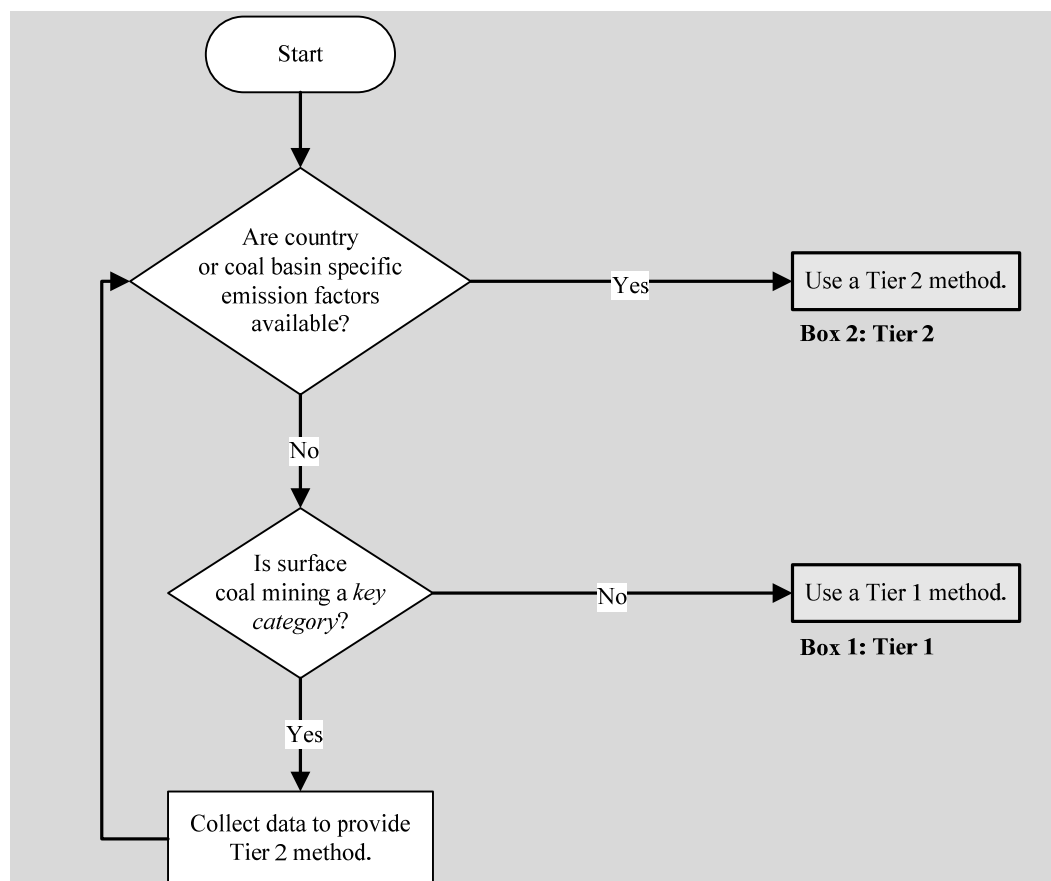 Start
Are country
or coal basin specific
emission factors
available?
Yes
Use a Tier 2 method.
Box 2: Tier 2
No
Is surface
coal mining a key
category?
No
Use a Tier 1 method.
Box 1: Tier 1
Yes
Collect data to provide
Tier 2 method.